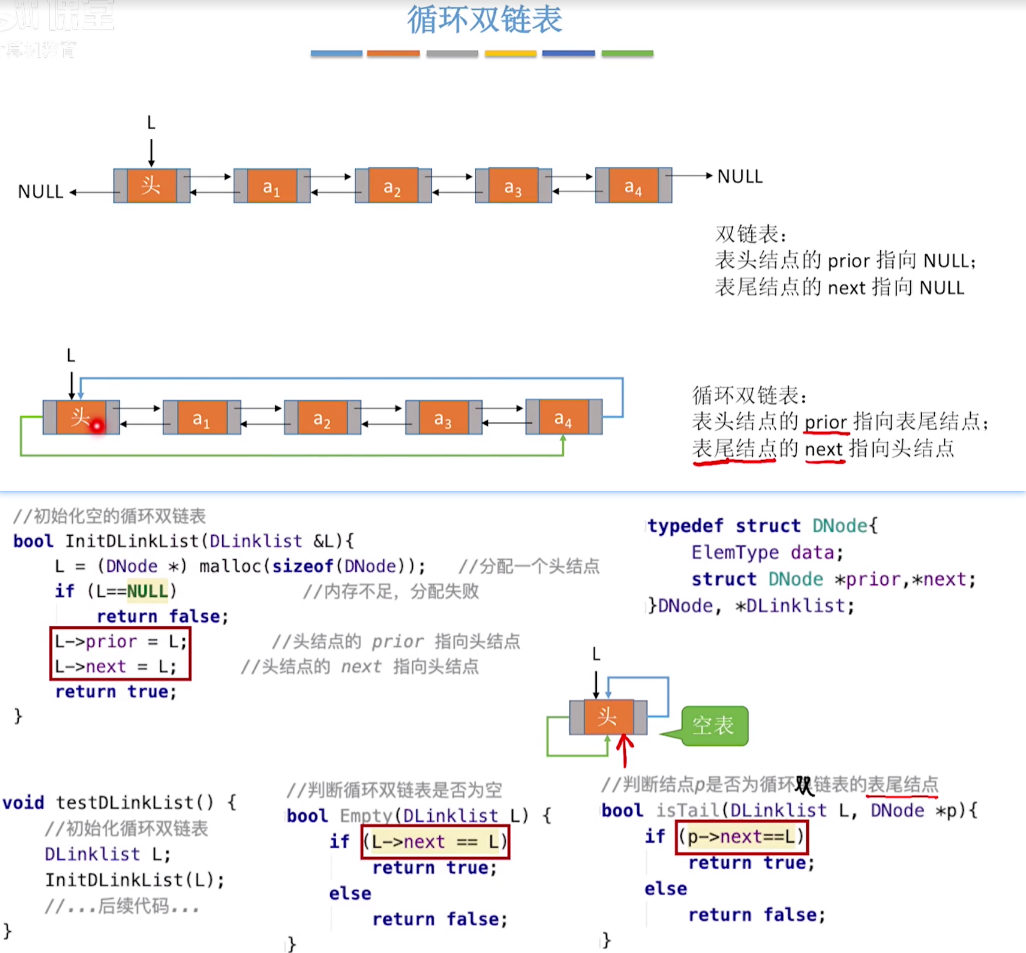 循环双链表
L
NULL
头
a1
a2
a3
a4
NULL
双链表：
表头结点的 prior 指向 NULL；
表尾结点的 next 指向 NULL
L
头
a1
a2
a3
a4
循环双链表：
表头结点的 prior 指向表尾结点；
表尾结点的 next 指向头结点
//初始化空的循环双链表
bool InitDLinkList(DLinklist &L){
L = (DNode *) malloc(sizeof(DNode)); //分配一个头结点
if (L==NULL) //内存不足，分配失败
return false;
L->prior = L; //头结点的 prior 指向头结点
L->next = L; //头结点的 next 指向头结点
return true;
}
typedef struct DNode{
ElemType data;
struct DNode *prior,*next;
}DNode, *DLinklist;
L
头
空表
void testDLinkList() {
//初始化循环双链表
DLinklist L;
InitDLinkList(L);
//...后续代码...
}
//判断循环双链表是否为空
bool Empty(DLinklist L) {
if (L->next == L)
return true;
else
return false;
}
//判断结点p是否为循环双链表的表尾结点
bool isTail(DLinklist L, DNode *p){
if (p->next==L)
return true;
else
return false;
}